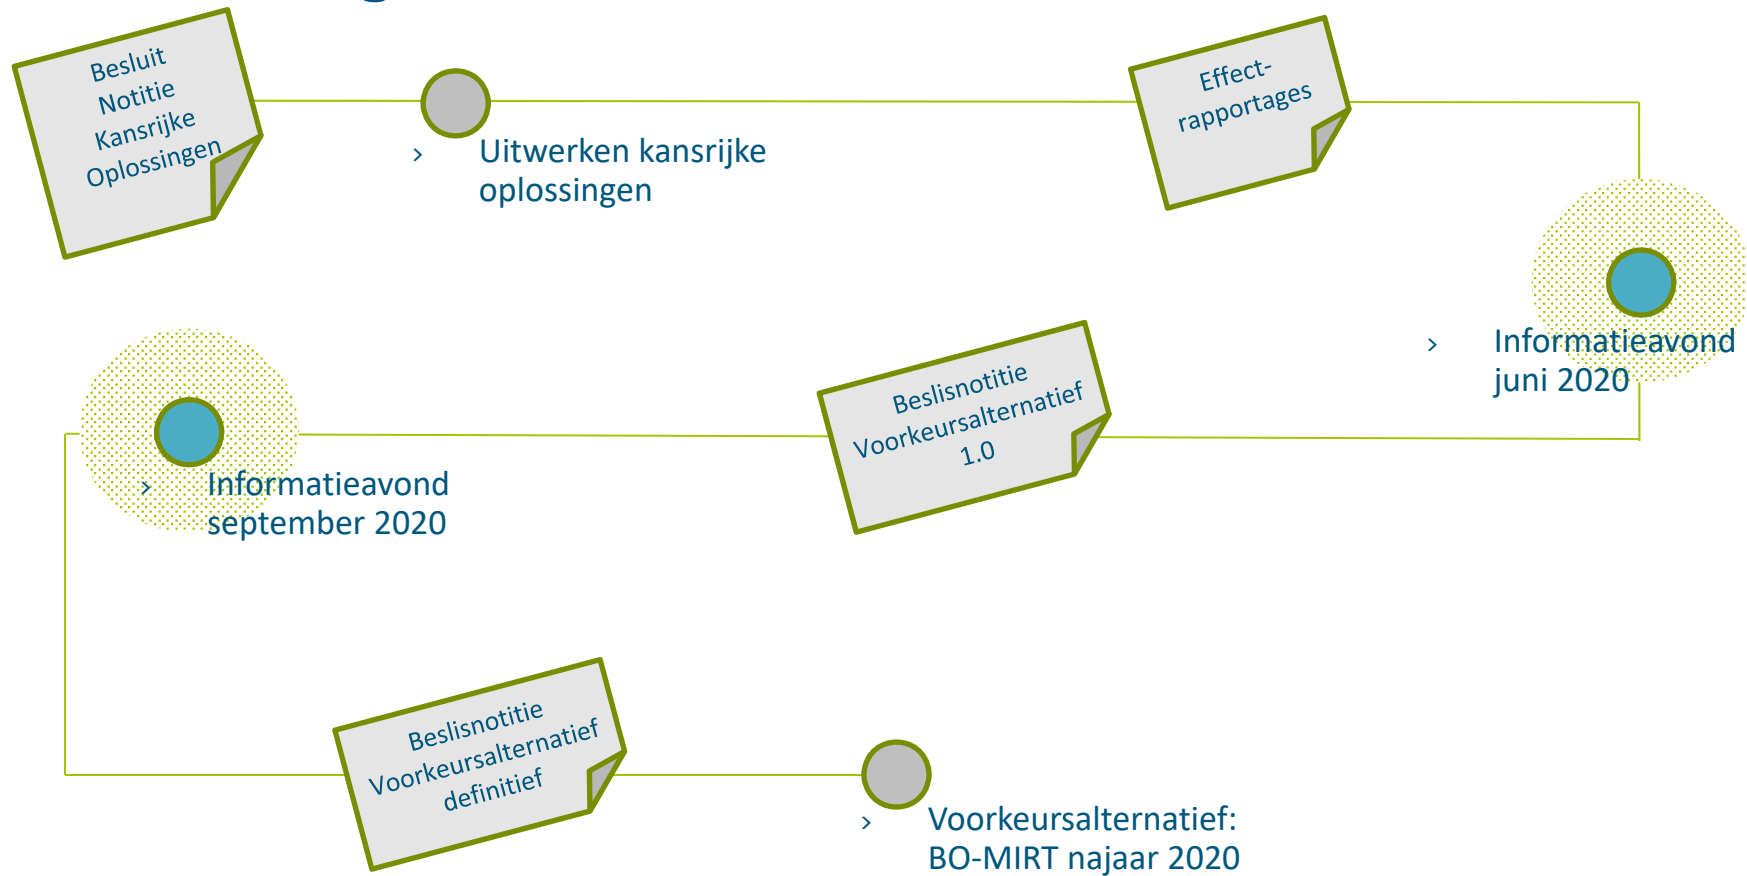 Besluit
Notitie
Kansrijke
Oplossingen
› Uitwerken kansrijke
oplossingen
Effect-
rapportages
› Informatieavond
juni 2020
Beslisnotitie
Voorkeursalternatief
1.0
› Informatieavond
september 2020
Beslisnotitie
Voorkeursalternatief
definitief
› Voorkeursalternatief:
BO-MIRT najaar 2020